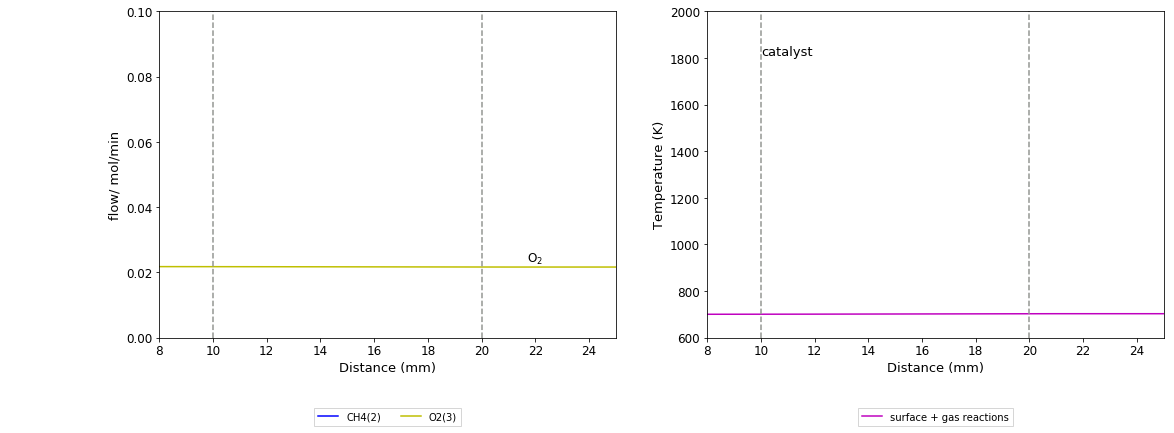 0.10
0.08
0.06
0.04
0.02
0.00
flow/ mol/min
O₂
8 10 12 14 16 18 20 22 24
Distance (mm)
CH4(2) O2(3)
2000
1800
1600
1400
1200
1000
800
600
Temperature (K)
catalyst
8 10 12 14 16 18 20 22 24
Distance (mm)
surface + gas reactions